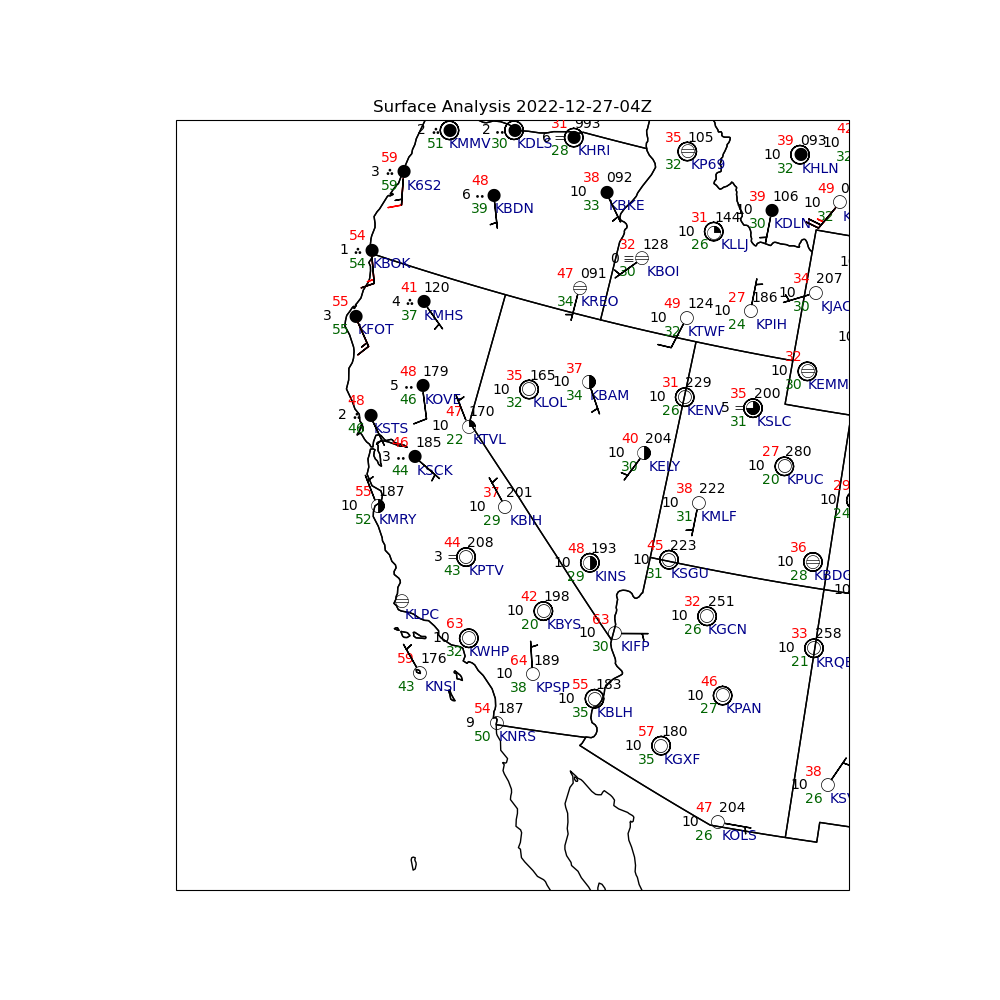 Surface Analysis 2022-12-27-04Z
2 51 KMMV
2 30 KDLS
31 993 6 28 KHRI
35 105 32 KP69
39 093 10 32 KHLN
42 10 32
59 3 59 K6S2
48 6 39 KBDN
38 092 10 33 KBKE
39 106 10 30 KDLN
49 0 10 32 K
31 144 10 26 KLLJ
54 1 54 KBOK
32 128 0 30 KBOI
47 091 34 KREO
34 207 10 30 KJAC
41 120 4 37 KMHS
55 3 55 KFOT
49 124 10 32 KTWF
27 186 10 24 KPIH
10
10
48 179 5 46 KOVE
35 165 10 32 KLOL
37 10 34 KBAM
31 229 10 26 KENV
35 200 5 31 KSLC
32 10 30 KEMM
48 2 46 KSTS
47 170 10 22 KTVL
46 185 3 44 KSCK
40 204 10 30 KELY
27 280 10 20 KPUC
55 187 10 52 KMRY
37 201 10 29 KBIH
38 222 10 31 KMLF
29 10 24
44 208 3 43 KPTV
48 193 10 29 KINS
45 223 10 31 KSGU
36 10 28 KBDG
10
KLPC
42 198 10 20 KBYS
32 251 10 26 KGCN
63 10 32 KWHP
63 10 30 KIFP
33 258 10 21 KRQE
59 176 43 KNSI
64 189 10 38 KPSP
55 183 10 35 KBLH
46 10 27 KPAN
54 187 9 50 KNRS
57 180 10 35 KGXF
38 10 26 KSV
47 204 10 26 KOLS